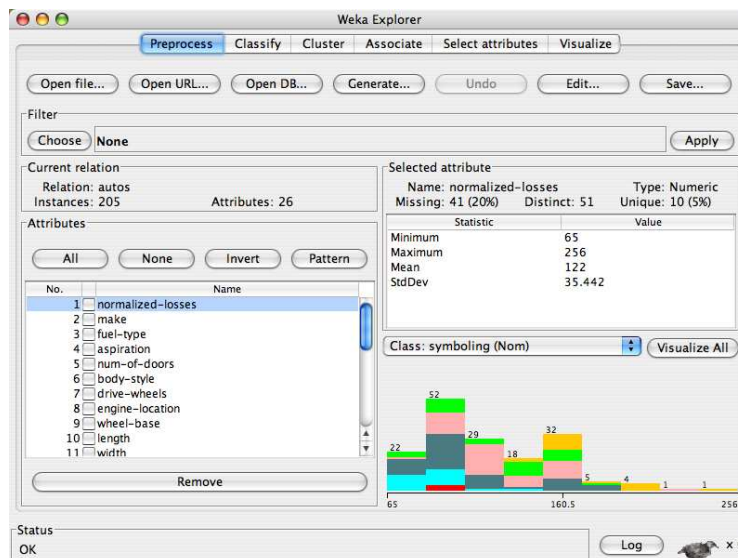 Weka Explorer
Preprocess Classify Cluster Associate Select attributes Visualize
Open file... Open URL... Open DB... Generate... Undo Edit... Save...
Filter
Choose None Apply
Current relation
Relation: autos
Instances: 205 Attributes: 26
Selected attribute
Name: normalized-losses Type: Numeric
Missing: 41 (20%) Distinct: 51 Unique: 10 (5%)
Statistic Value
Minimum 65
Maximum 256
Mean 122
StdDev 35.442
Attributes
All None Invert Pattern
No. Name
1 normalized-losses
2 make
3 fuel-type
4 aspiration
5 num-of-doors
6 body-style
7 drive-wheels
8 engine-location
9 wheel-base
10 length
11 width
Remove
Class: symboling (Nom) Visualize All
22 52 29 18 32 5 4 1 1
65 160.5 256
Status
OK
Log x